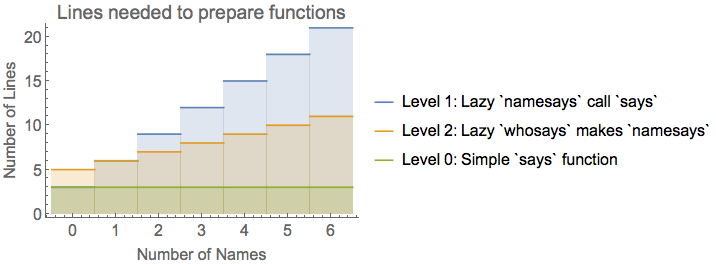 Lines needed to prepare functions
Number of Lines
20
15
10
5
0
0 1 2 3 4 5 6
Number of Names
Level 1: Lazy `namesays` call `says`
Level 2: Lazy `whosays` makes `namesays`
Level 0: Simple `says` function